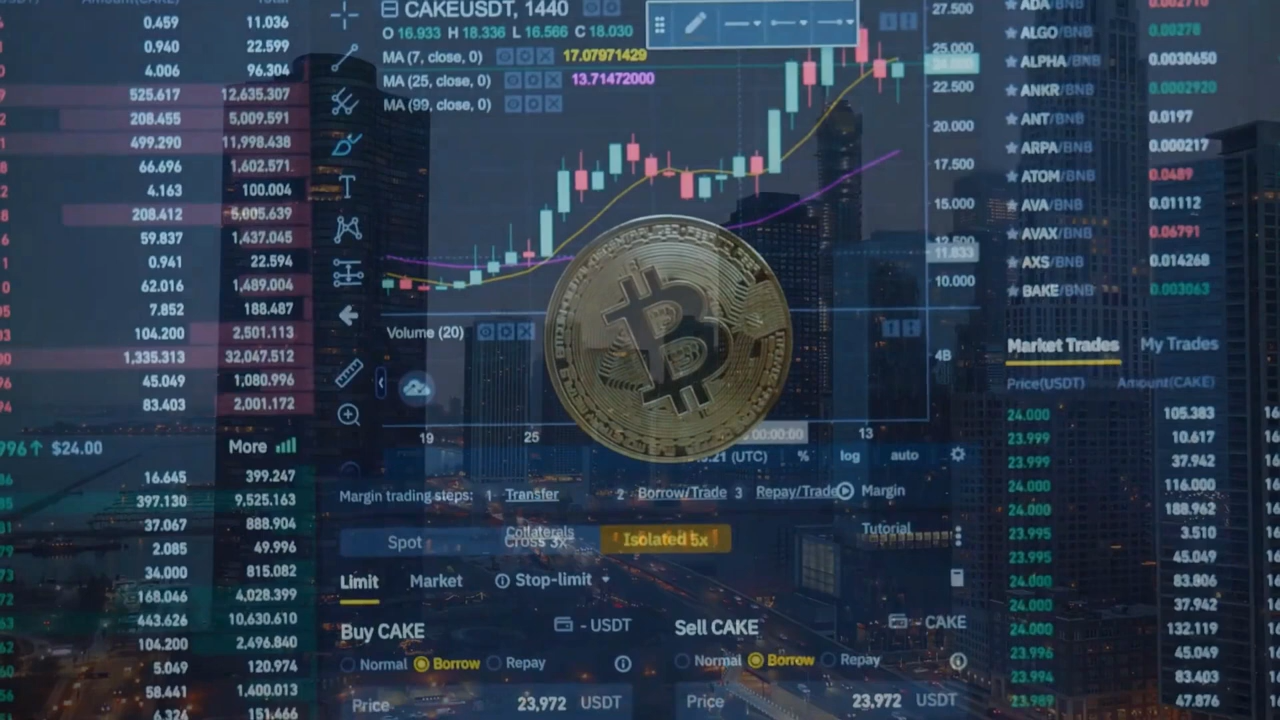 0.459 11.036
0.940 22.599
4.006 96.304
525.617 12,635.307
208.455 5,009.591
499.290 11,998.438
66.696 1,602.571
4.163 100.004
208.412 5,005.639
59.837 1,437.045
0.941 22.594
62.016 1,489.004
7.852 188.487
104.200 2,501.113
1,335.313 32,047.512
45.049 1,080.996
83.403 2,001.172
996↑ $24.00 More
16.645 399.247
397.130 9,525.163
37.067 888.904
2.085 49.996
34.000 815.082
168.046 4,028.399
443.626 10,630.610
104.200 2,496.840
5.049 120.974
58.441 1,400.013
6.324 151.466
CAKEUSDT, 1440
O 16.933 H 18.336 L 16.566 C 18.030
MA (7, close, 0) 17.07971429
MA (25, close, 0) 13.71472000
MA (99, close, 0)
27.500
25.000
22.500
20.000
17.500
15.000
12.500
11.833
10.000
Volume (20)
4B
19 25 00:00:00 13
21 (UTC) % log auto
Margin trading steps: 1 Transfer 2 Borrow/Trade 3 Repay/Trade Margin
Collaterals Tutorial
Spot Cross 3x Isolated 5x
Limit Market Stop-limit
Buy CAKE - USDT Sell CAKE - CAKE
Normal Borrow Repay Normal Borrow Repay
Price 23,972 USDT Price 23,972 USDT
ADA/BNB 0.002710
ALGO/BNB 0.00278
ALPHA/BNB 0.0030650
ANKR/BNB 0.0002920
ANT/BNB 0.0197
ARPA/BNB 0.000217
ATOM/BNB 0.0489
AVA/BNB 0.01112
AVAX/BNB 0.06791
AXS/BNB 0.014268
BAKE/BNB 0.003063
Market Trades My Trades
Price(USDT) Amount(CAKE)
24.000 105.383
23.999 10.617
23.999 37.942
24.000 116.000
24.000 188.962
23.995 3.510
23.995 45.049
24.000 83.806
24.000 37.942
24.000 132.119
23.996 45.049
23.994 83.403
23.989 47.876